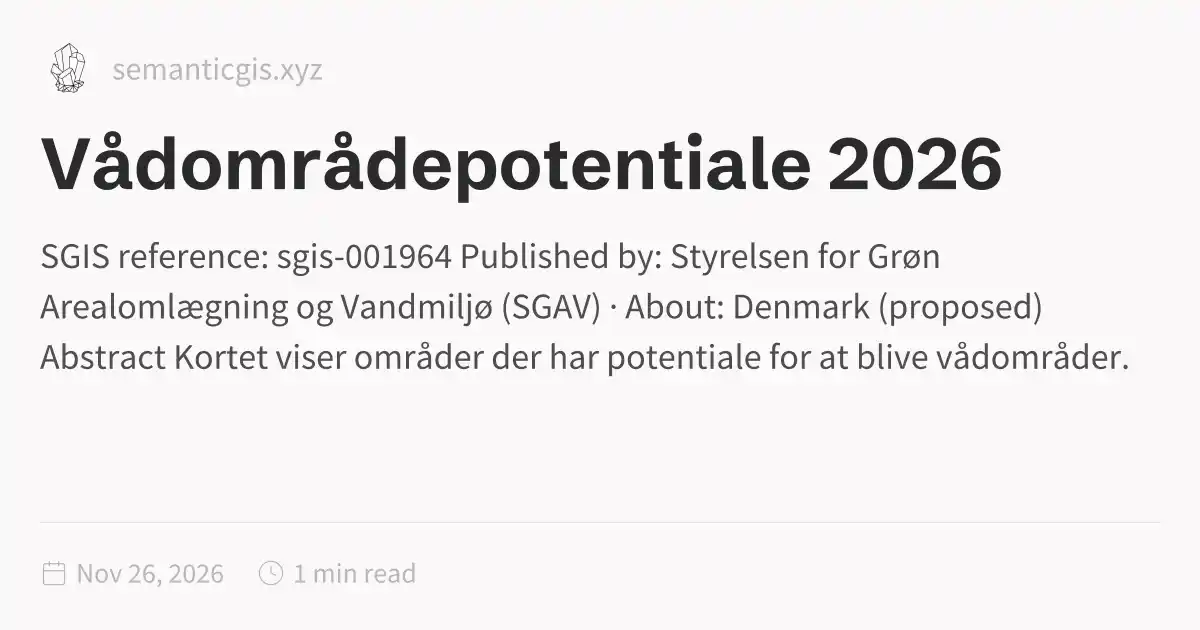 semanticgis.xyz
Vådområdepotentiale 2026
SGIS reference: sgis-001964 Published by: Styrelsen for Grøn
Arealomlægning og Vandmiljø (SGAV) · About: Denmark (proposed)
Abstract Kortet viser områder der har potentiale for at blive vådområder.
Nov 26, 2026 1 min read